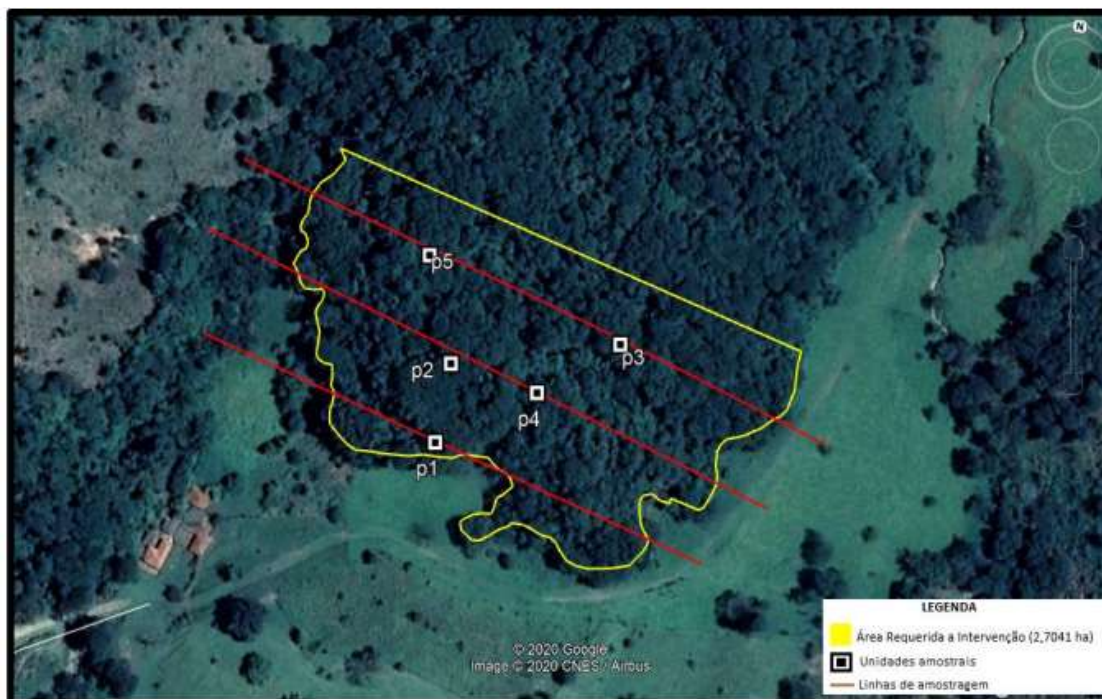 N
p5
p3
p2
p4
p1
LEGENDA
Área Requerida a Intervenção (2,7041 ha)
Unidades amostrais
Linhas de amostragem
© 2020 Google
Image © 2020 CNES / Airbus